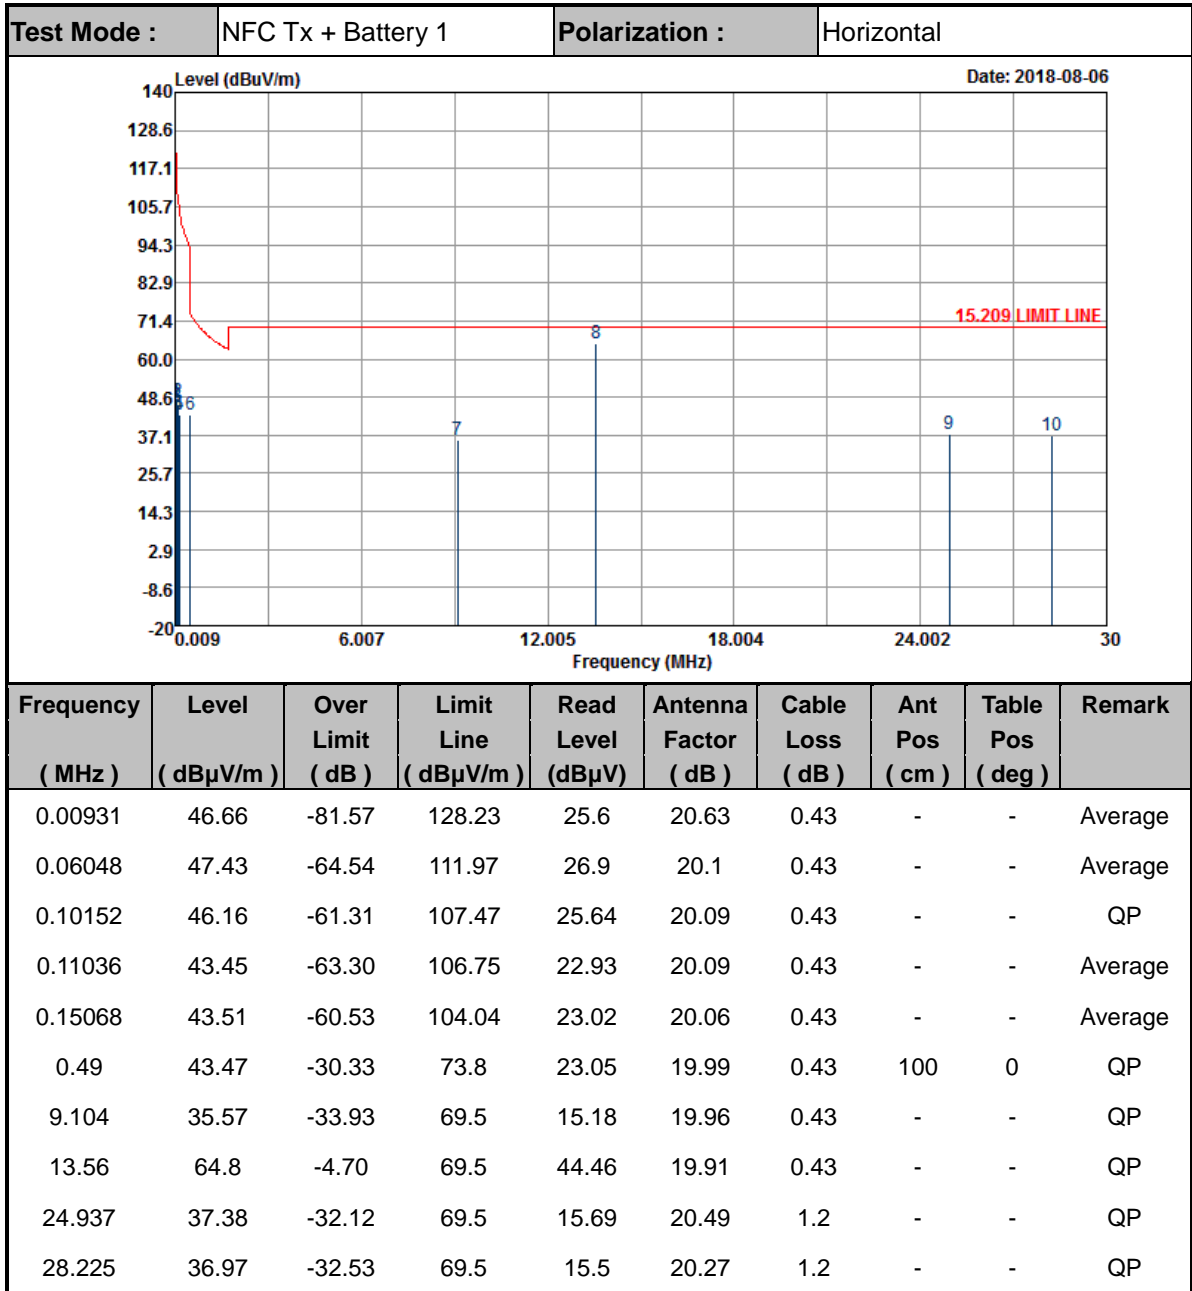 Test Mode : NFC Tx + Battery 1 Polarization : Horizontal
Level (dBuV/m) Date: 2018-08-06
140
128.6
117.1
105.7
94.3
82.9
71.4
60.0
48.6
37.1
25.7
14.3
2.9
-8.6
-20
15.209 LIMIT LINE
6
7
8
9
10
0.009 6.007 12.005 18.004 24.002 30
Frequency (MHz)
Frequency Level Over Limit Read Antenna Cable Ant Table Remark
Limit Line Level Factor Loss Pos Pos
( MHz ) ( dBµV/m ) ( dB ) ( dBµV/m ) (dBµV) ( dB ) ( dB ) ( cm ) ( deg )
0.00931 46.66 -81.57 128.23 25.6 20.63 0.43 - - Average
0.06048 47.43 -64.54 111.97 26.9 20.1 0.43 - - Average
0.10152 46.16 -61.31 107.47 25.64 20.09 0.43 - - QP
0.11036 43.45 -63.30 106.75 22.93 20.09 0.43 - - Average
0.15068 43.51 -60.53 104.04 23.02 20.06 0.43 - - Average
0.49 43.47 -30.33 73.8 23.05 19.99 0.43 100 0 QP
9.104 35.57 -33.93 69.5 15.18 19.96 0.43 - - QP
13.56 64.8 -4.70 69.5 44.46 19.91 0.43 - - QP
24.937 37.38 -32.12 69.5 15.69 20.49 1.2 - - QP
28.225 36.97 -32.53 69.5 15.5 20.27 1.2 - - QP